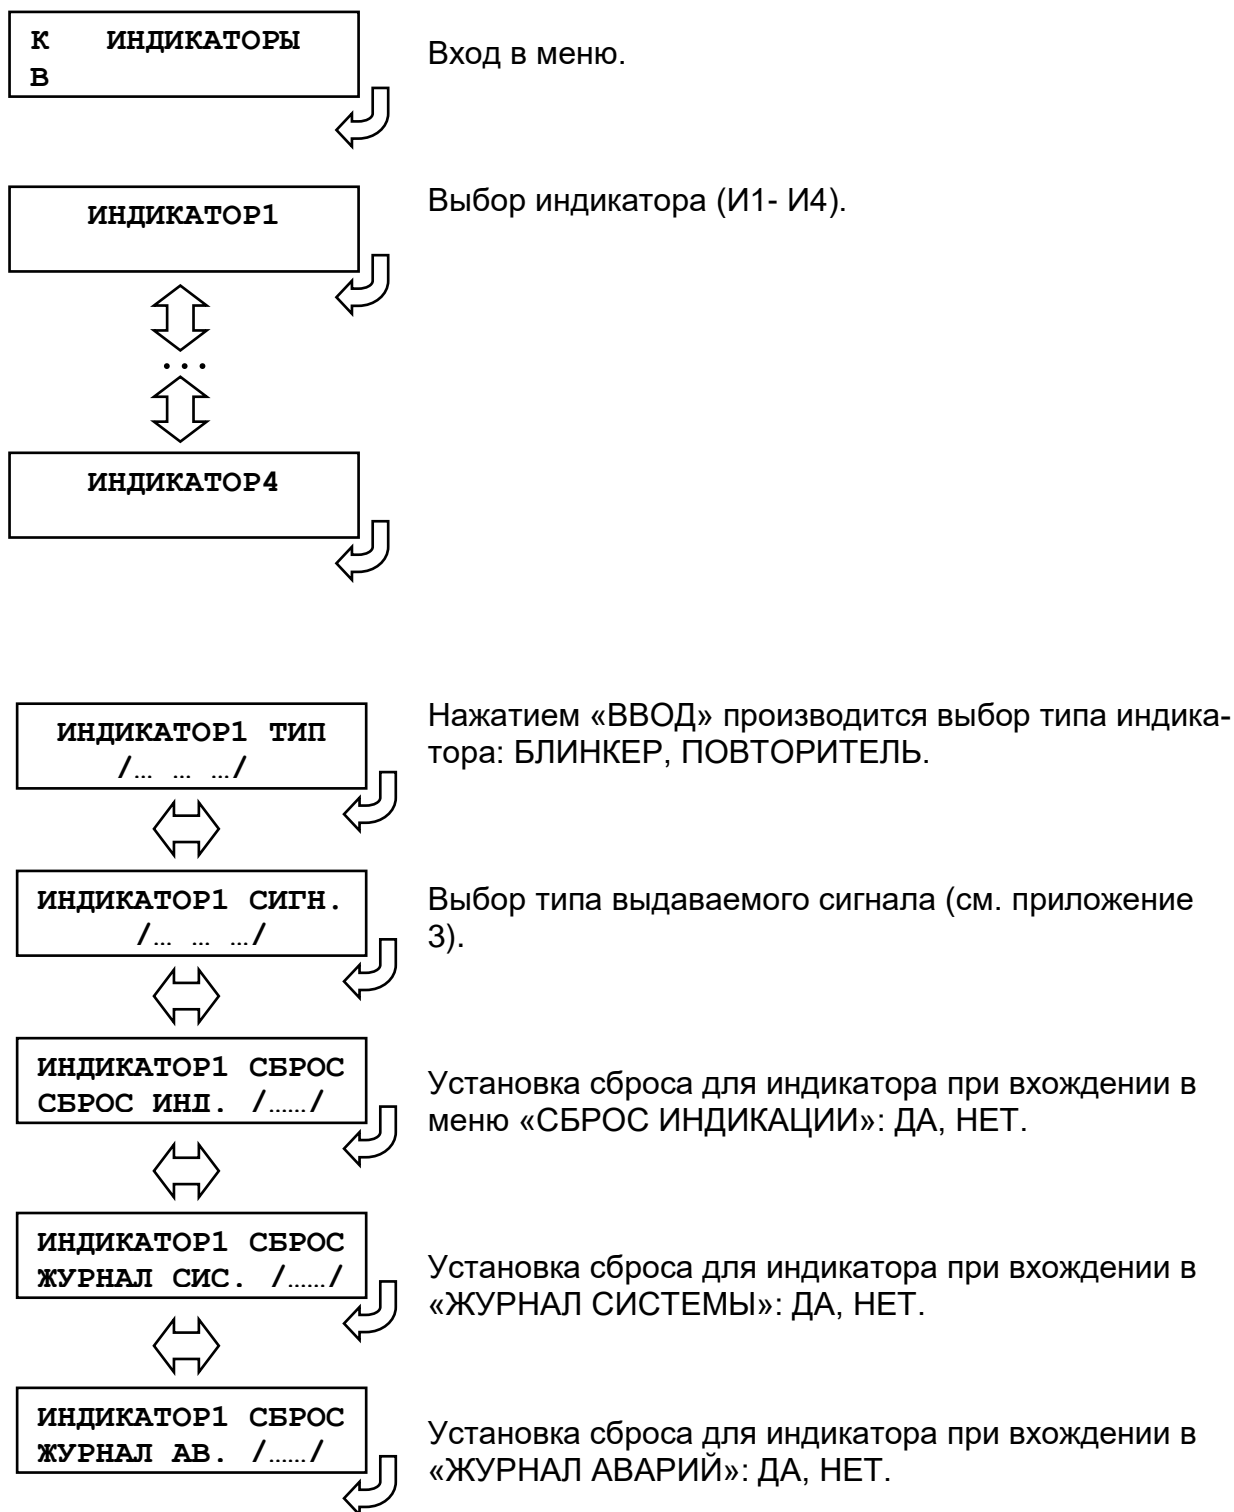 К ИНДИКАТОРЫ
В
Вход в меню.
ИНДИКАТОР1
Выбор индикатора (И1- И4).
...
ИНДИКАТОР4
ИНДИКАТОР1 ТИП
/… … …/
Нажатием «ВВОД» производится выбор типа индика-
тора: БЛИНКЕР, ПОВТОРИТЕЛЬ.
ИНДИКАТОР1 СИГН.
/… … …/
Выбор типа выдаваемого сигнала (см. приложение
3).
ИНДИКАТОР1 СБРОС
СБРОС ИНД. /……/
Установка сброса для индикатора при вхождении в
меню «СБРОС ИНДИКАЦИИ»: ДА, НЕТ.
ИНДИКАТОР1 СБРОС
ЖУРНАЛ СИС. /……/
Установка сброса для индикатора при вхождении в
«ЖУРНАЛ СИСТЕМЫ»: ДА, НЕТ.
ИНДИКАТОР1 СБРОС
ЖУРНАЛ АВ. /……/
Установка сброса для индикатора при вхождении в
«ЖУРНАЛ АВАРИЙ»: ДА, НЕТ.